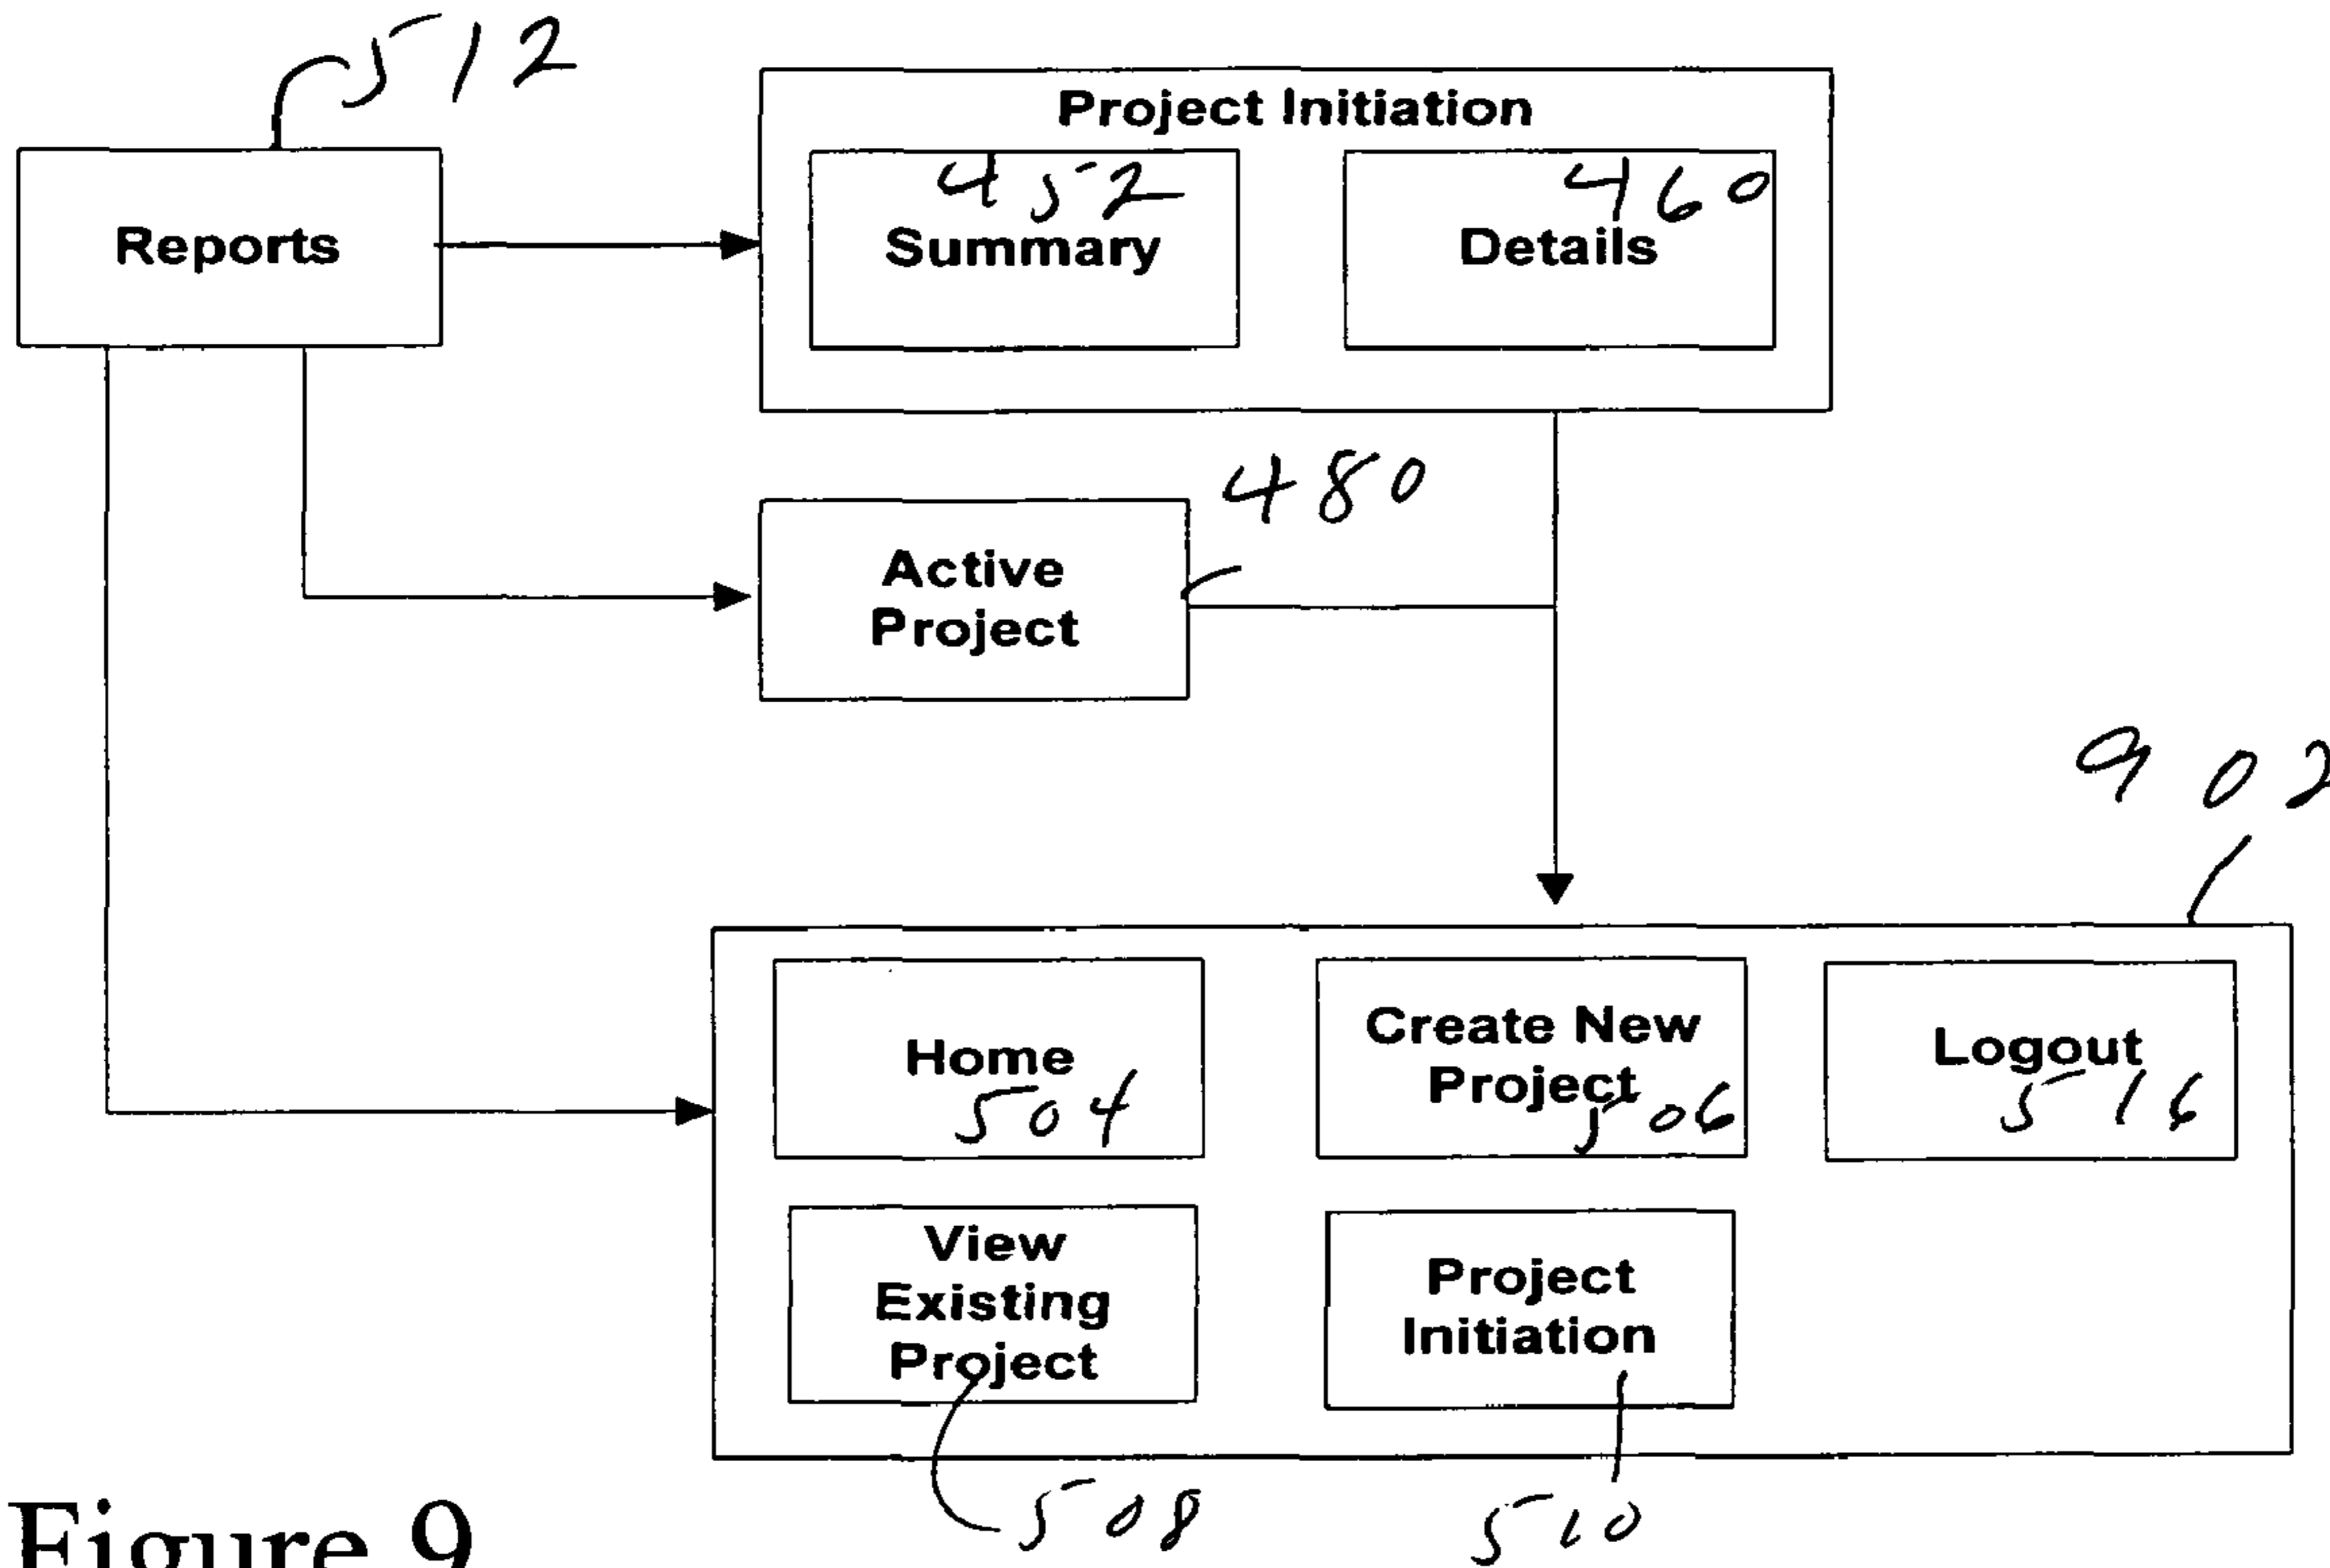 512
Project Initiation
452
460
Reports
Summary
Details
480
Active
Project
902
Home
504
Create New
Project
506
Logout
516
View
Existing
Project
Project
Initiation
508
510
Figure 9